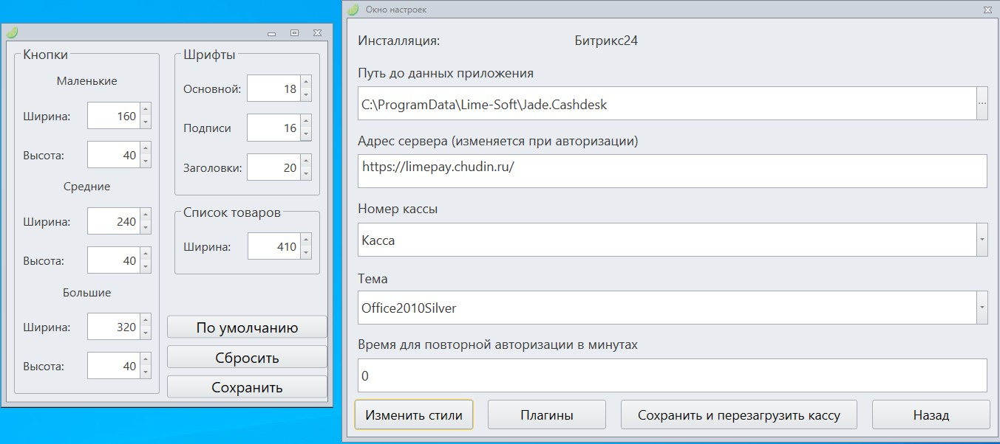 Кнопки
Маленькие
Ширина: 160
Высота: 40
Средние
Ширина: 240
Высота: 40
Большие
Ширина: 320
Высота: 40
Шрифты
Основной: 18
Подписи 16
Заголовки: 20
Список товаров
Ширина: 410
По умолчанию
Сбросить
Сохранить
Окно настроек
Инсталляция: Битрикс24
Путь до данных приложения
C:\ProgramData\Lime-Soft\Jade.Cashdesk
Адрес сервера (изменяется при авторизации)
https://limepay.chudin.ru/
Номер кассы
Касса
Тема
Office2010Silver
Время для повторной авторизации в минутах
0
Изменить стили Плагины Сохранить и перезагрузить кассу Назад